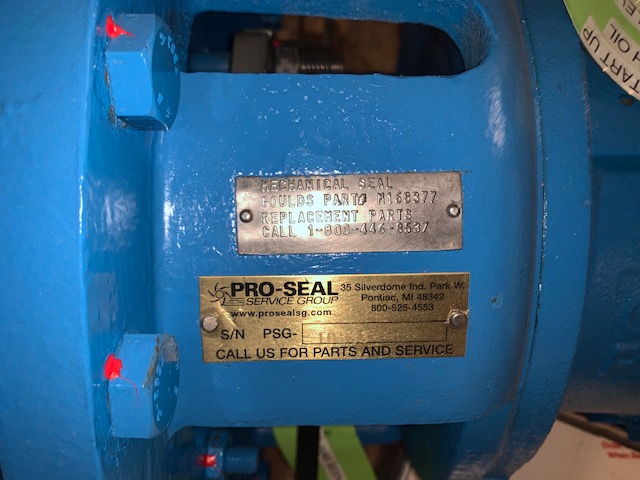 START UP
OIL
MECHANICAL SEAL
GOULDS PART# M168377
REPLACEMENT PARTS
CALL 1-800-446-8537
PRO-SEAL
SERVICE GROUP
www.prosealsg.com
35 Silverdome Ind. Park W.
Pontiac, MI 48342
800-525-4553
S/N PSG-
CALL US FOR PARTS AND SERVICE